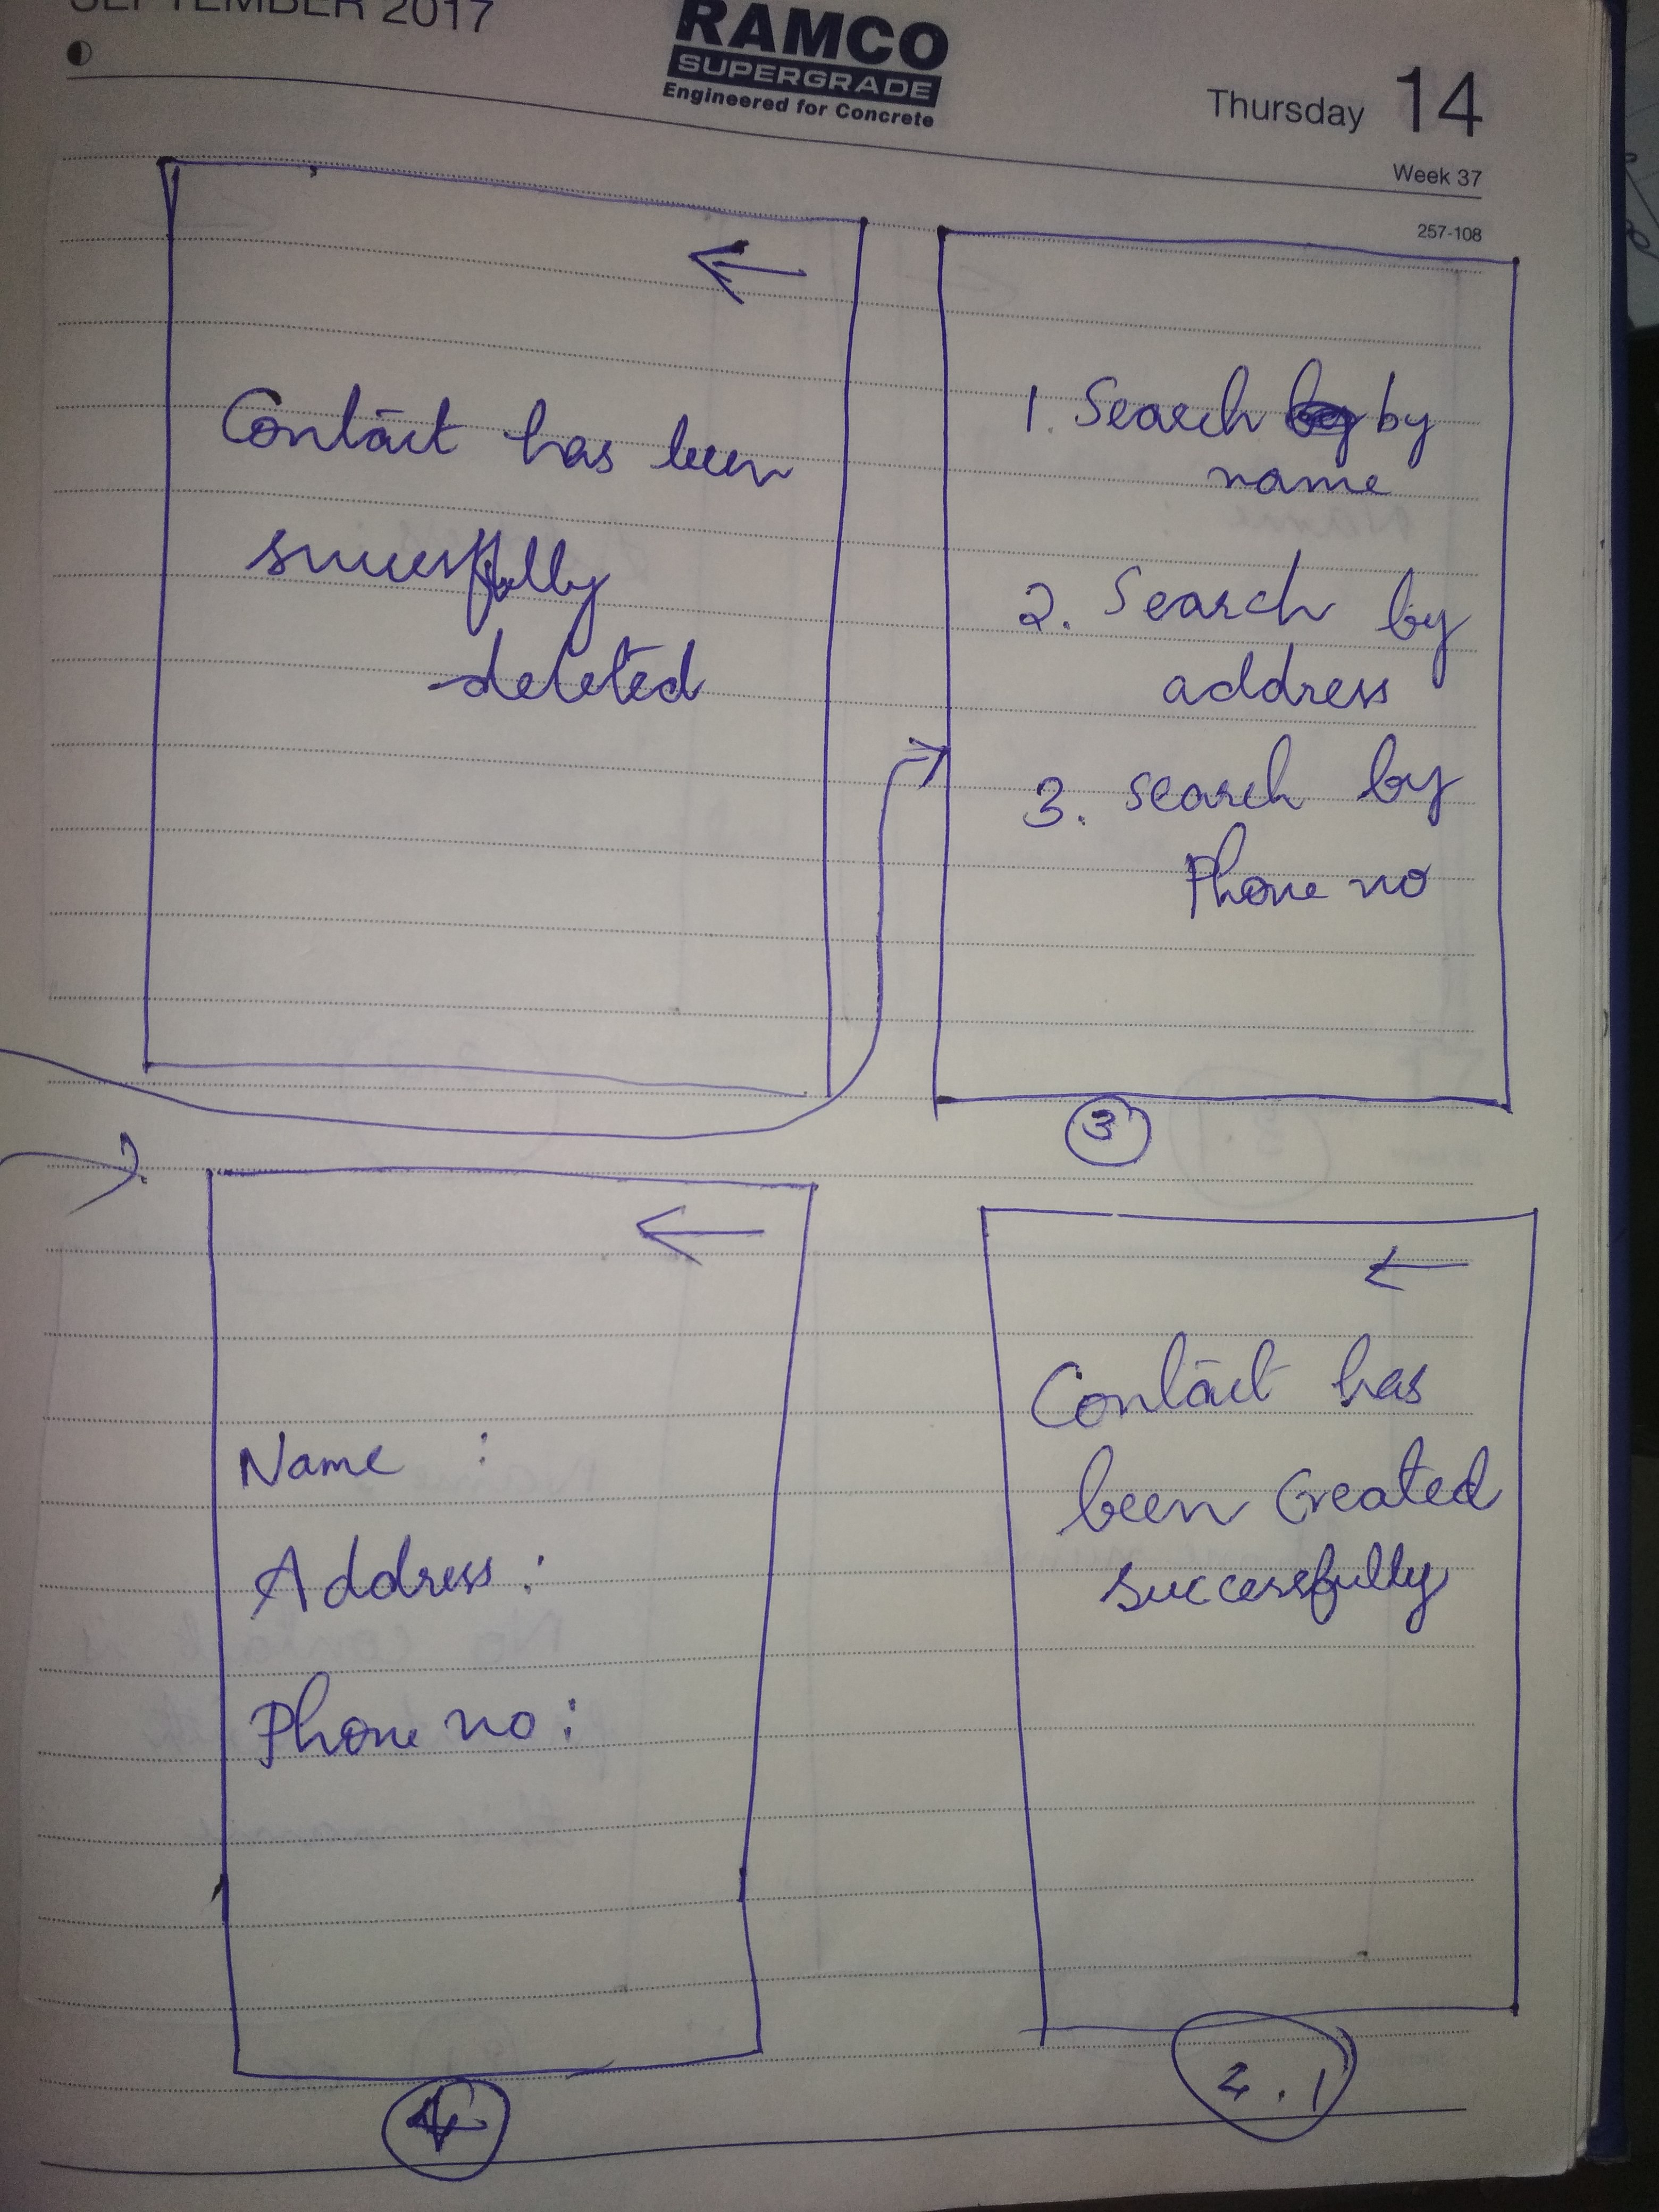 SEPTEMBER 2017
RAMCO
SUPERGRADE
Engineered for Concrete
Thursday 14
Week 37
257-108
Contact has been
successfully
deleted
1. Search by
name
2. Search by
address
3. search by
Phone no
3
Name :
Address :
Phone no :
4
Contact has
been created
successfully
2.1